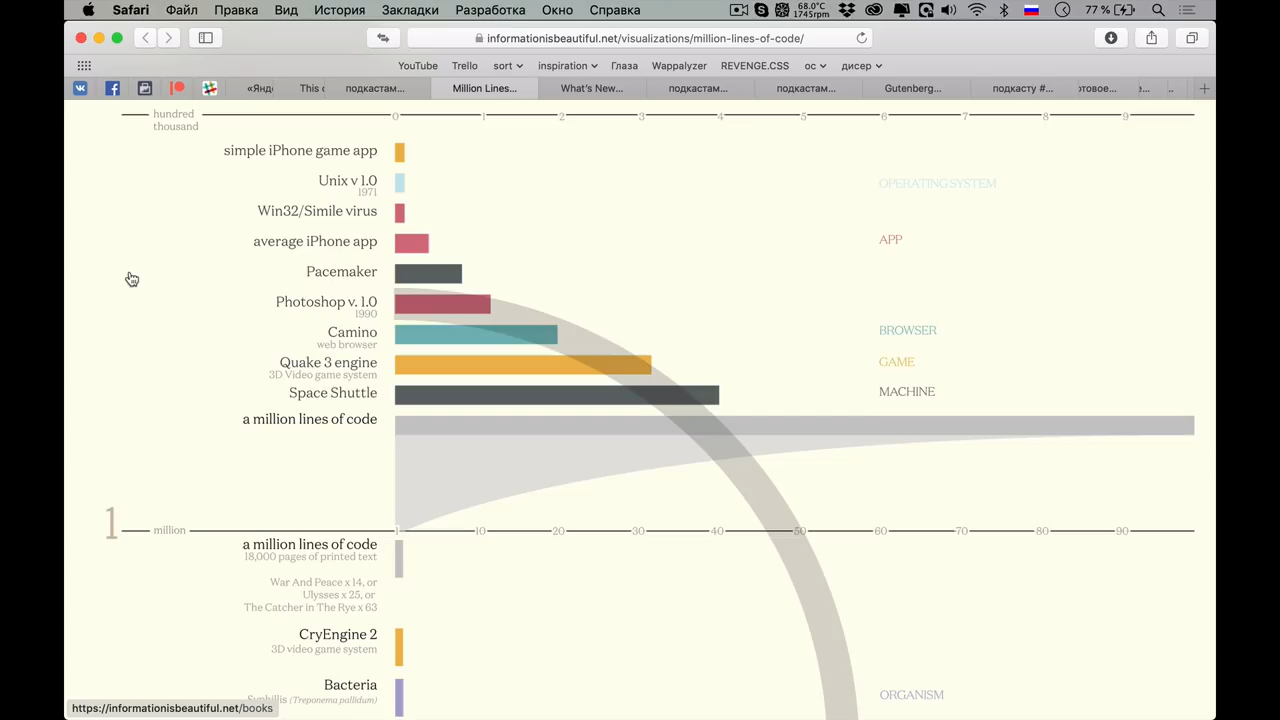 Safari Файл Правка Вид История Закладки Разработка Окно Справка
68.0°C
1745rpm
77 %
informationisbeautiful.net/visualizations/million-lines-of-code/
YouTube Trello sort inspiration Глаза Wappalyzer REVENGE.CSS ос дисер
«Янд This подкастам... Million Lines... What's New... подкастам... подкастам... Gutenberg... подкасту #... отовое...
hundred
thousand
0 1 2 3 4 5 6 7 8 9
simple iPhone game app
Unix v 1.0
1971
OPERATING SYSTEM
Win32/Simile virus
average iPhone app
APP
Pacemaker
Photoshop v. 1.0
1990
Camino
web browser
BROWSER
Quake 3 engine
3D Video game system
GAME
Space Shuttle
MACHINE
a million lines of code
1 million 1 10 20 30 40 50 60 70 80 90
a million lines of code
18,000 pages of printed text
War And Peace x 14, or
Ulysses x 25, or
The Catcher in The Rye x 63
CryEngine 2
3D video game system
Bacteria
Syphillis (Treponema pallidum)
ORGANISM
https://informationisbeautiful.net/books